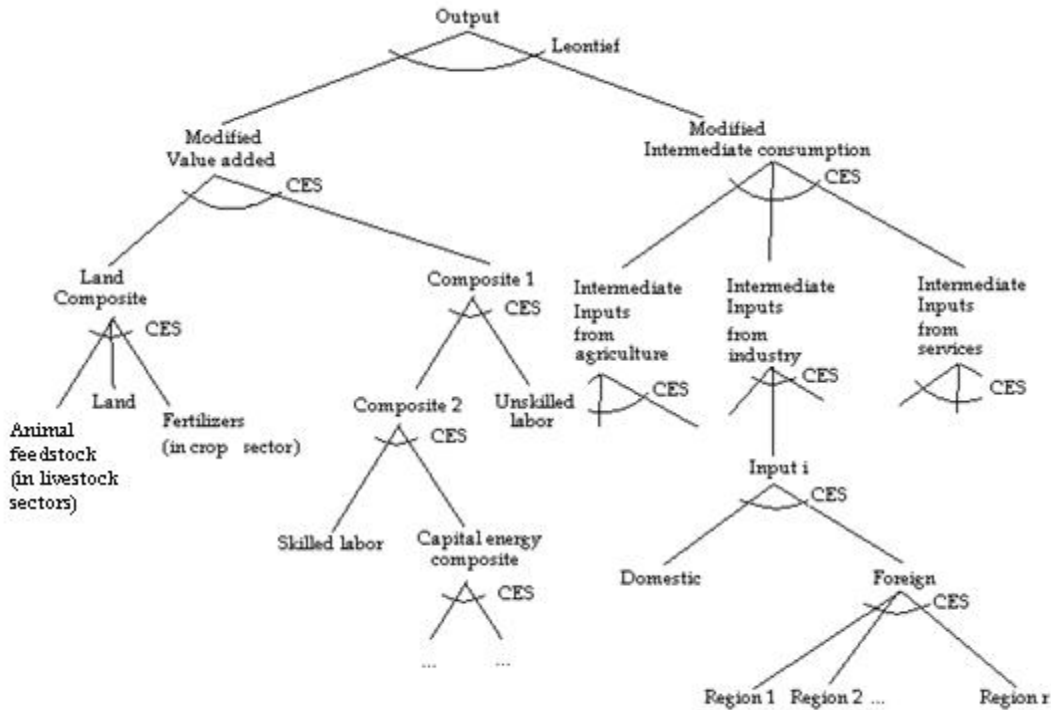 Output
Leontief
Modified
Value added
CES
Modified
Intermediate consumption
CES
Land
Composite
CES
Composite 1
CES
Intermediate
Inputs
from
agriculture
CES
Intermediate
Inputs
from
industry
CES
Intermediate
Inputs
from
services
CES
Animal
feedstock
(in livestock
sectors)
Land
Fertilizers
(in crop sector)
Composite 2
CES
Unskilled
labor
Skilled labor
Capital energy
composite
CES
... ...
Input i
CES
Domestic
Foreign
CES
Region 1 Region 2 ... Region r